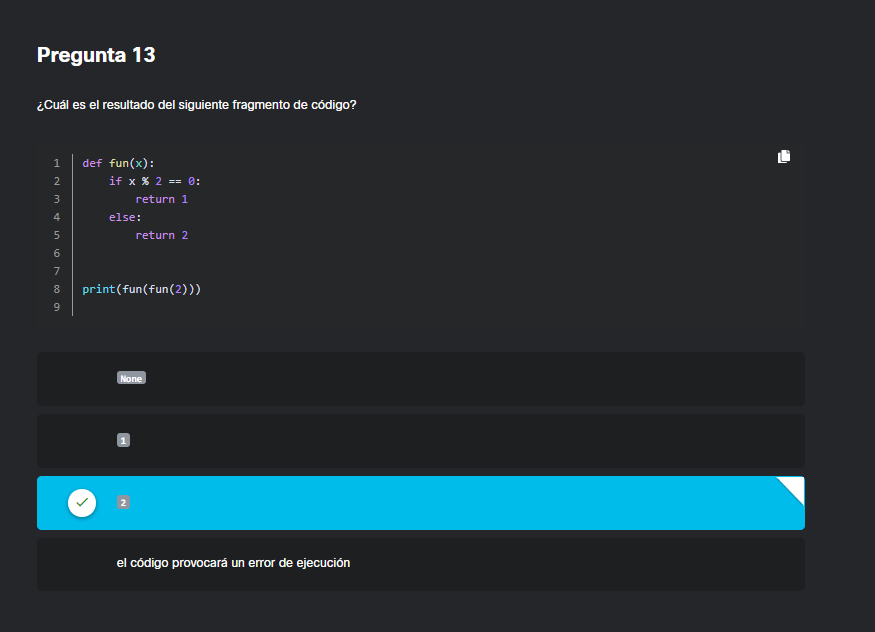 Pregunta 13
¿Cuál es el resultado del siguiente fragmento de código?
1 def fun(x):
2     if x % 2 == 0:
3         return 1
4     else:
5         return 2
6
7
8 print(fun(fun(2)))
9
None
1
2
el código provocará un error de ejecución